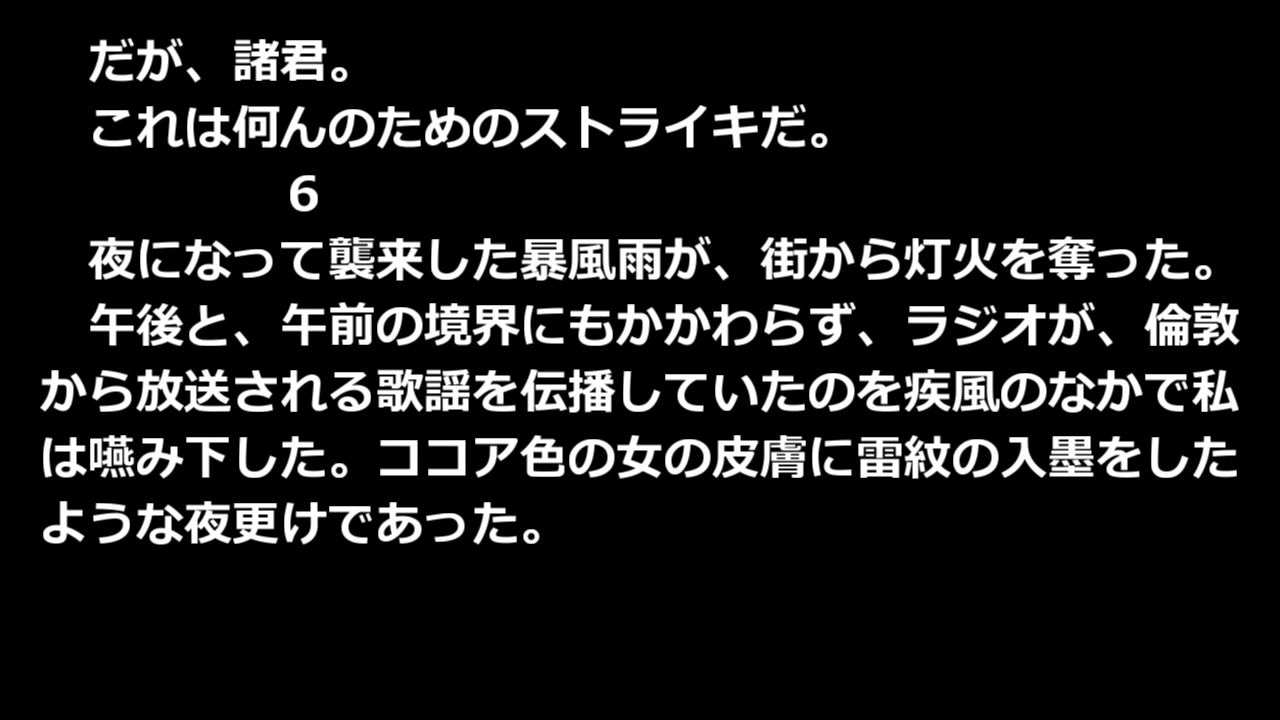 だが、諸君。
これは何んのためのストライキだ。
6
夜になって襲来した暴風雨が、街から灯火を奪った。
午後と、午前の境界にもかかわらず、ラジオが、倫敦
から放送される歌謡を伝播していたのを疾風のなかで私
は嚥み下した。ココア色の女の皮膚に雷紋の入墨をした
ような夜更けであった。